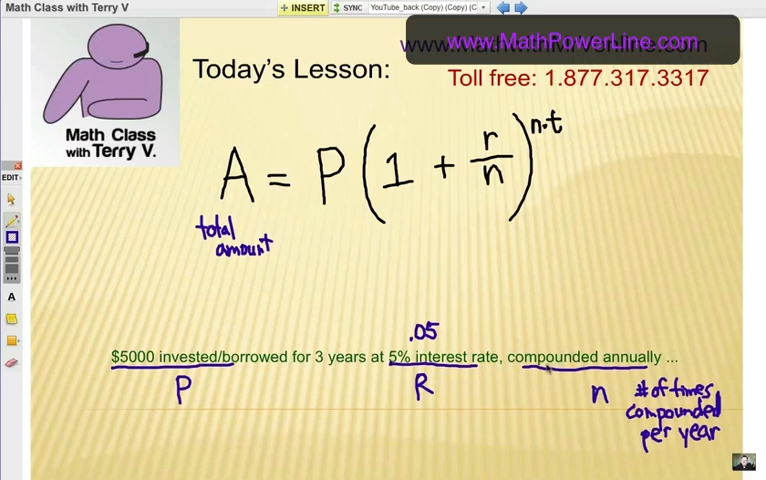 Math Class with Terry V
INSERT
SYNC
YouTube_back (Copy) (Copy) (C
www.MathPowerLine.com
Today's Lesson:
Toll free: 1.877.317.3317
Math Class
with Terry V.
EDIT
A
A = P(1 + r/n)^n·t
total
amount
.05
$5000 invested/borrowed for 3 years at 5% interest rate, compounded annually ...
P
R
n
# of times
compounded
per year